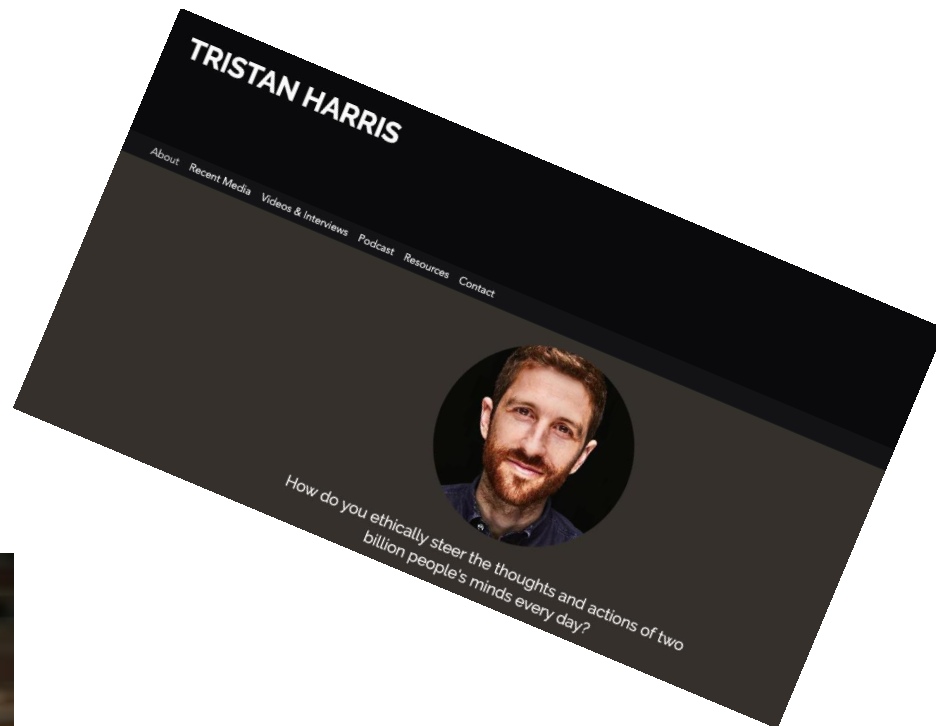 TRISTAN HARRIS
About Recent Media Videos & Interviews Podcast Resources Contact
How do you ethically steer the thoughts and actions of two
billion people's minds every day?